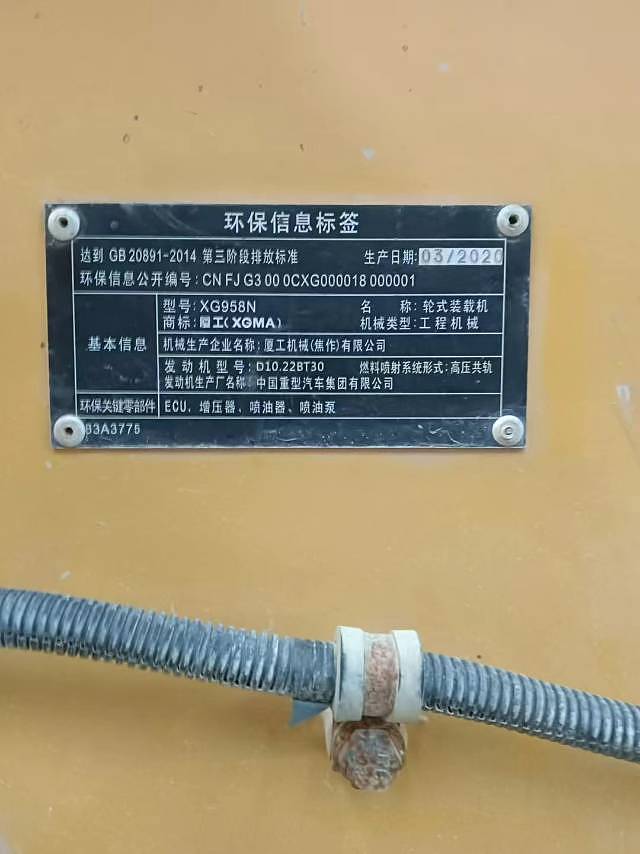 环保信息标签
达到 GB 20891-2014 第三阶段排放标准 生产日期: 03/2020
环保信息公开编号: CN FJ G3 00 0CXG000018 000001
基本信息
型号: XG958N 名 称: 轮式装载机
商标: 厦工(XGMA) 机械类型: 工程机械
机械生产企业名称: 厦工机械(焦作)有限公司
发动机型号: D10.22BT30 燃料喷射系统形式: 高压共轨
发动机生产厂名称: 中国重型汽车集团有限公司
环保关键零部件 ECU、增压器、喷油器、喷油泵
83A3775